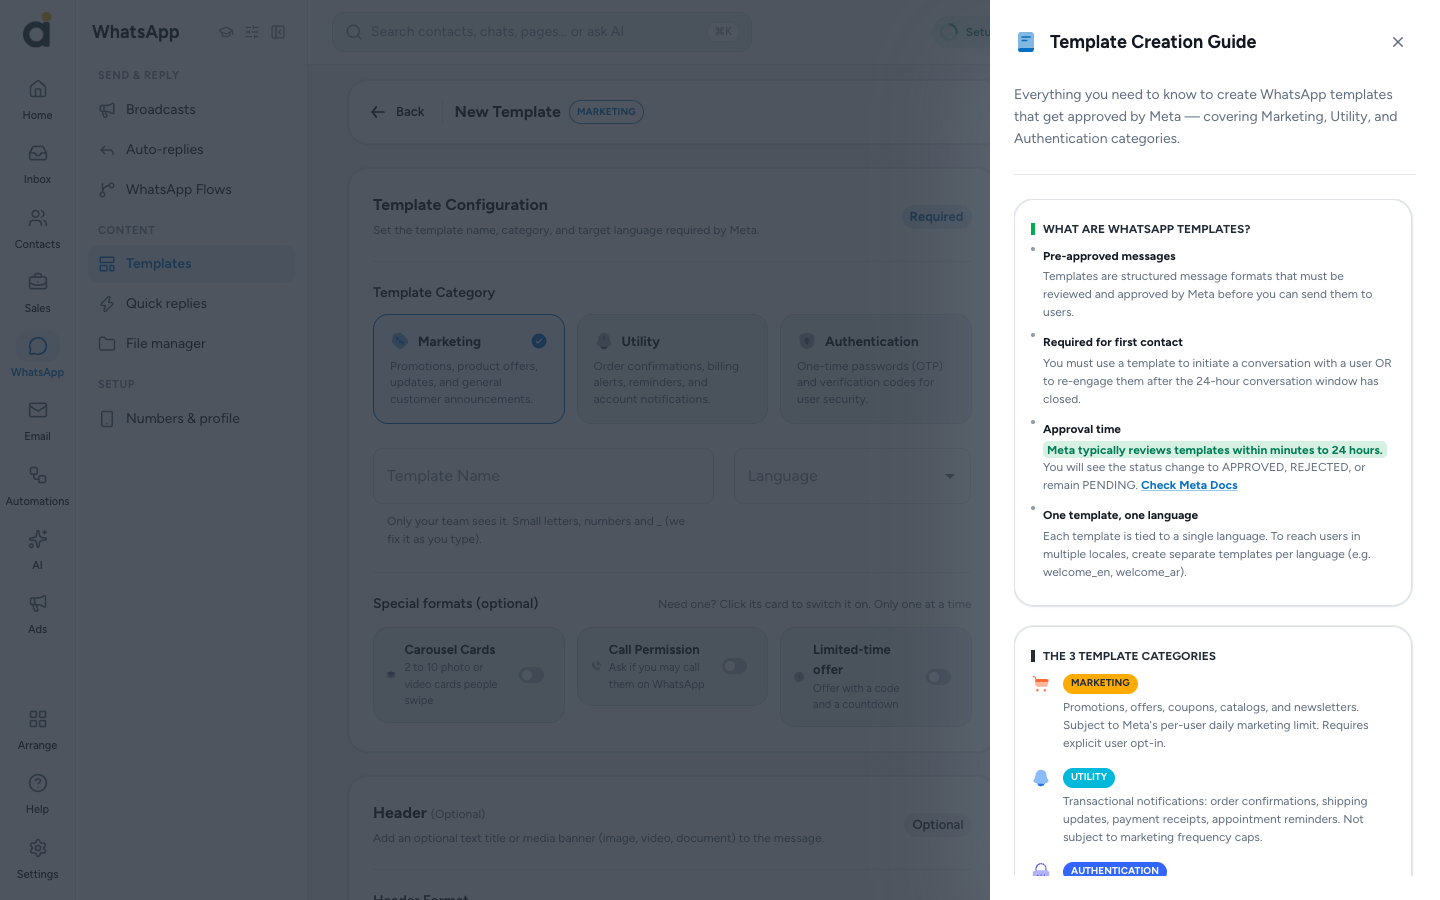 WhatsApp
Search contacts, chats, pages... or ask AI
⌘K
Setu
Home
Inbox
Contacts
Sales
WhatsApp
Email
Automations
AI
Ads
Arrange
Help
Settings
SEND & REPLY
Broadcasts
Auto-replies
WhatsApp Flows
CONTENT
Templates
Quick replies
File manager
SETUP
Numbers & profile
Back
New Template
MARKETING
Template Configuration
Set the template name, category, and target language required by Meta.
Required
Template Category
Marketing
Promotions, product offers,
updates, and general
customer announcements.
Utility
Order confirmations, billing
alerts, reminders, and
account notifications.
Authentication
One-time passwords (OTP)
and verification codes for
user security.
Template Name
Language
Only your team sees it. Small letters, numbers and _ (we
fix it as you type).
Special formats (optional)
Need one? Click its card to switch it on. Only one at a time
Carousel Cards
2 to 10 photo or
video cards people
swipe
Call Permission
Ask if you may call
them on WhatsApp
Limited-time
offer
Offer with a code
and a countdown
Header (Optional)
Add an optional text title or media banner (image, video, document) to the message.
Optional
Header Format
Template Creation Guide
Everything you need to know to create WhatsApp templates
that get approved by Meta — covering Marketing, Utility, and
Authentication categories.
WHAT ARE WHATSAPP TEMPLATES?
Pre-approved messages
Templates are structured message formats that must be
reviewed and approved by Meta before you can send them to
users.
Required for first contact
You must use a template to initiate a conversation with a user OR
to re-engage them after the 24-hour conversation window has
closed.
Approval time
Meta typically reviews templates within minutes to 24 hours.
You will see the status change to APPROVED, REJECTED, or
remain PENDING. Check Meta Docs
One template, one language
Each template is tied to a single language. To reach users in
multiple locales, create separate templates per language (e.g.
welcome_en, welcome_ar).
THE 3 TEMPLATE CATEGORIES
MARKETING
Promotions, offers, coupons, catalogs, and newsletters.
Subject to Meta's per-user daily marketing limit. Requires
explicit user opt-in.
UTILITY
Transactional notifications: order confirmations, shipping
updates, payment receipts, appointment reminders. Not
subject to marketing frequency caps.
AUTHENTICATION